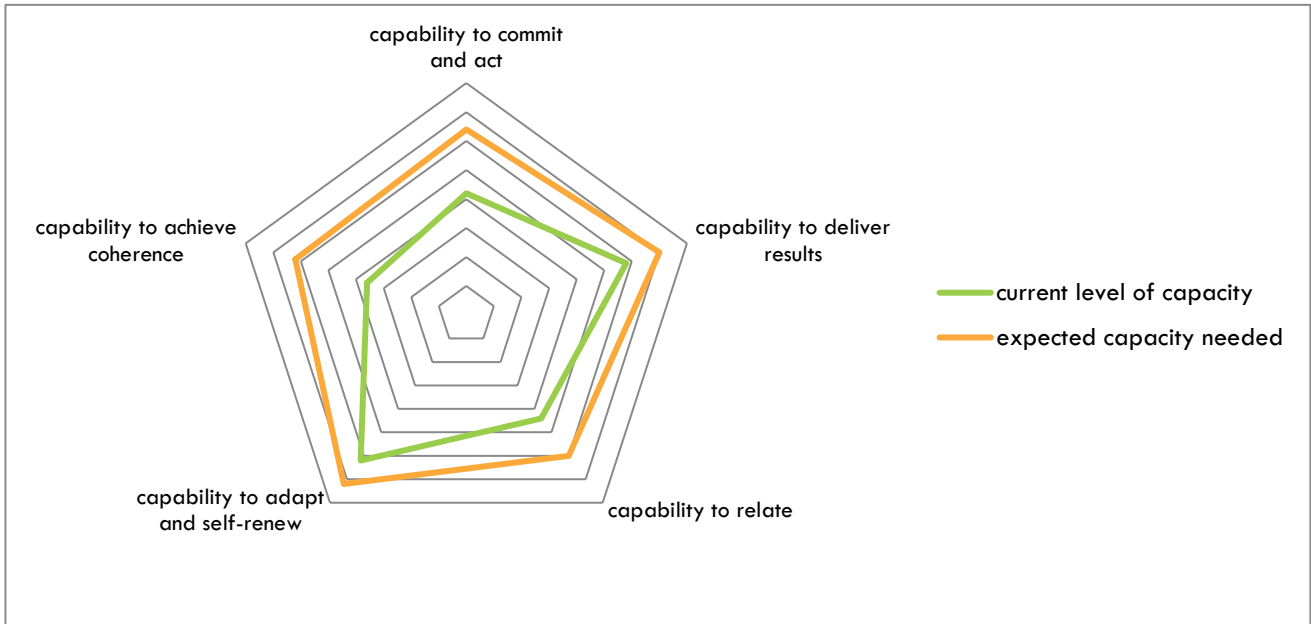 capability to commit
and act
capability to achieve
coherence
capability to deliver
results
current level of capacity
expected capacity needed
capability to adapt
and self-renew
capability to relate